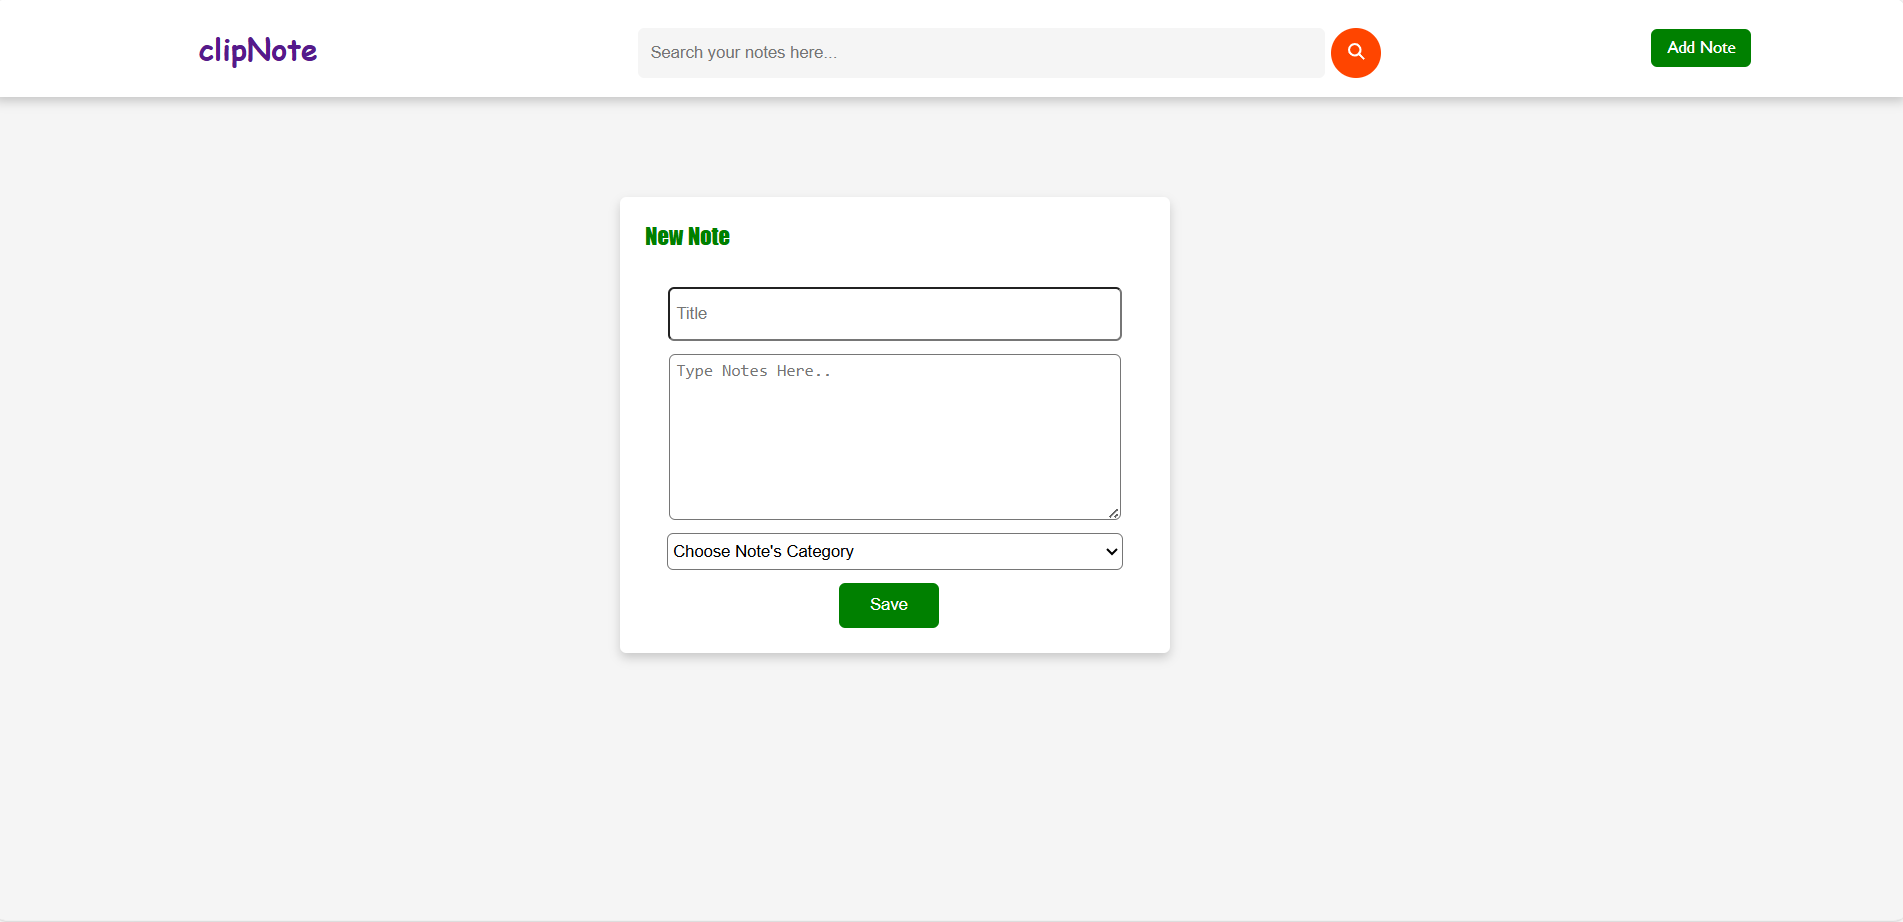 clipNote
Search your notes here...
Add Note
New Note
Title
Type Notes Here..
Choose Note's Category
Save